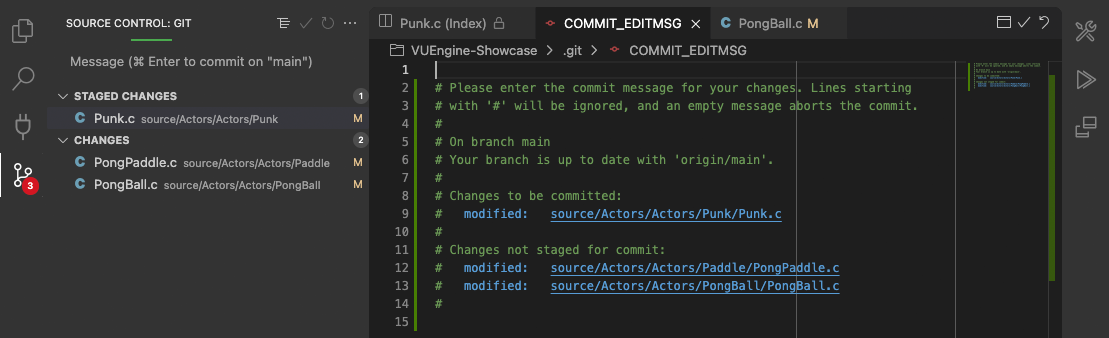 SOURCE CONTROL: GIT
Message (⌘ Enter to commit on "main")
STAGED CHANGES 1
C Punk.c source/Actors/Actors/Punk M
CHANGES 2
C PongPaddle.c source/Actors/Actors/Paddle M
C PongBall.c source/Actors/Actors/PongBall M
3
Punk.c (Index) COMMIT_EDITMSG C PongBall.c M
VUEngine-Showcase > .git > COMMIT_EDITMSG
1
2 # Please enter the commit message for your changes. Lines starting
3 # with '#' will be ignored, and an empty message aborts the commit.
4 #
5 # On branch main
6 # Your branch is up to date with 'origin/main'.
7 #
8 # Changes to be committed:
9 # modified: source/Actors/Actors/Punk/Punk.c
10 #
11 # Changes not staged for commit:
12 # modified: source/Actors/Actors/Paddle/PongPaddle.c
13 # modified: source/Actors/Actors/PongBall/PongBall.c
14 #
15